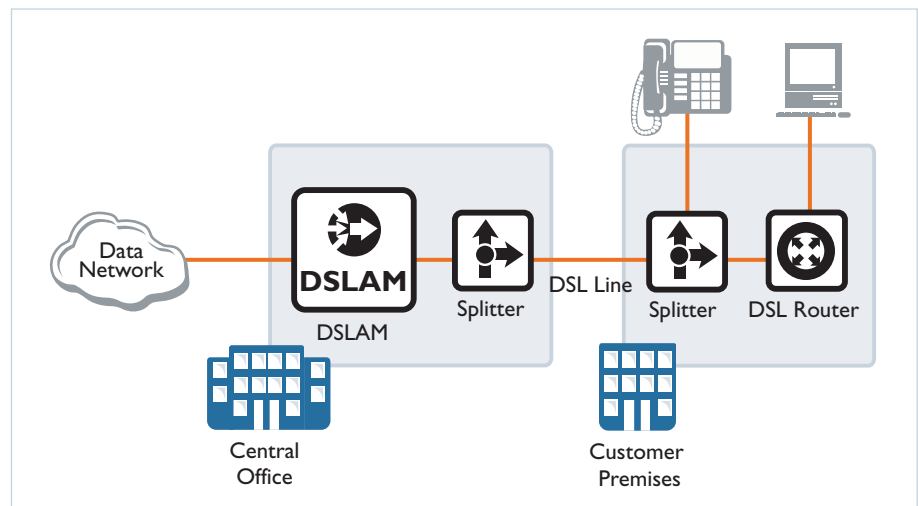 Data
Network
DSLAM
DSLAM
Splitter
DSL Line
Splitter
DSL Router
Central
Office
Customer
Premises